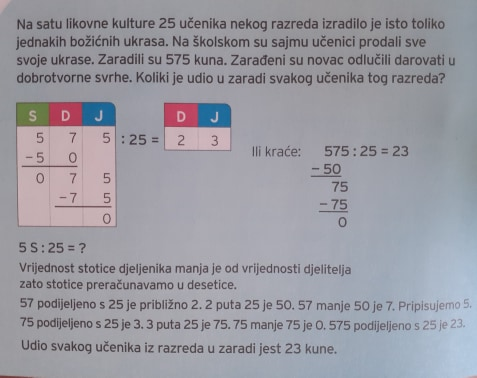 Na satu likovne kulture 25 učenika nekog razreda izradilo je isto toliko
jednakih božićnih ukrasa. Na školskom su sajmu učenici prodali sve
svoje ukrase. Zaradili su 575 kuna. Zarađeni su novac odlučili darovati u
dobrotvorne svrhe. Koliki je udio u zaradi svakog učenika tog razreda?
S D J D J
5 7 5 : 25 = 2 3
– 5 0
0 7 5
– 7 5
0
Ili kraće: 575 : 25 = 23
– 50
75
– 75
0
5 S : 25 = ?
Vrijednost stotice djeljenika manja je od vrijednosti djelitelja
zato stotice preračunavamo u desetice.
57 podijeljeno s 25 je približno 2. 2 puta 25 je 50. 57 manje 50 je 7. Pripisujemo 5.
75 podijeljeno s 25 je 3. 3 puta 25 je 75. 75 manje 75 je 0. 575 podijeljeno s 25 je 23.
Udio svakog učenika iz razreda u zaradi jest 23 kune.